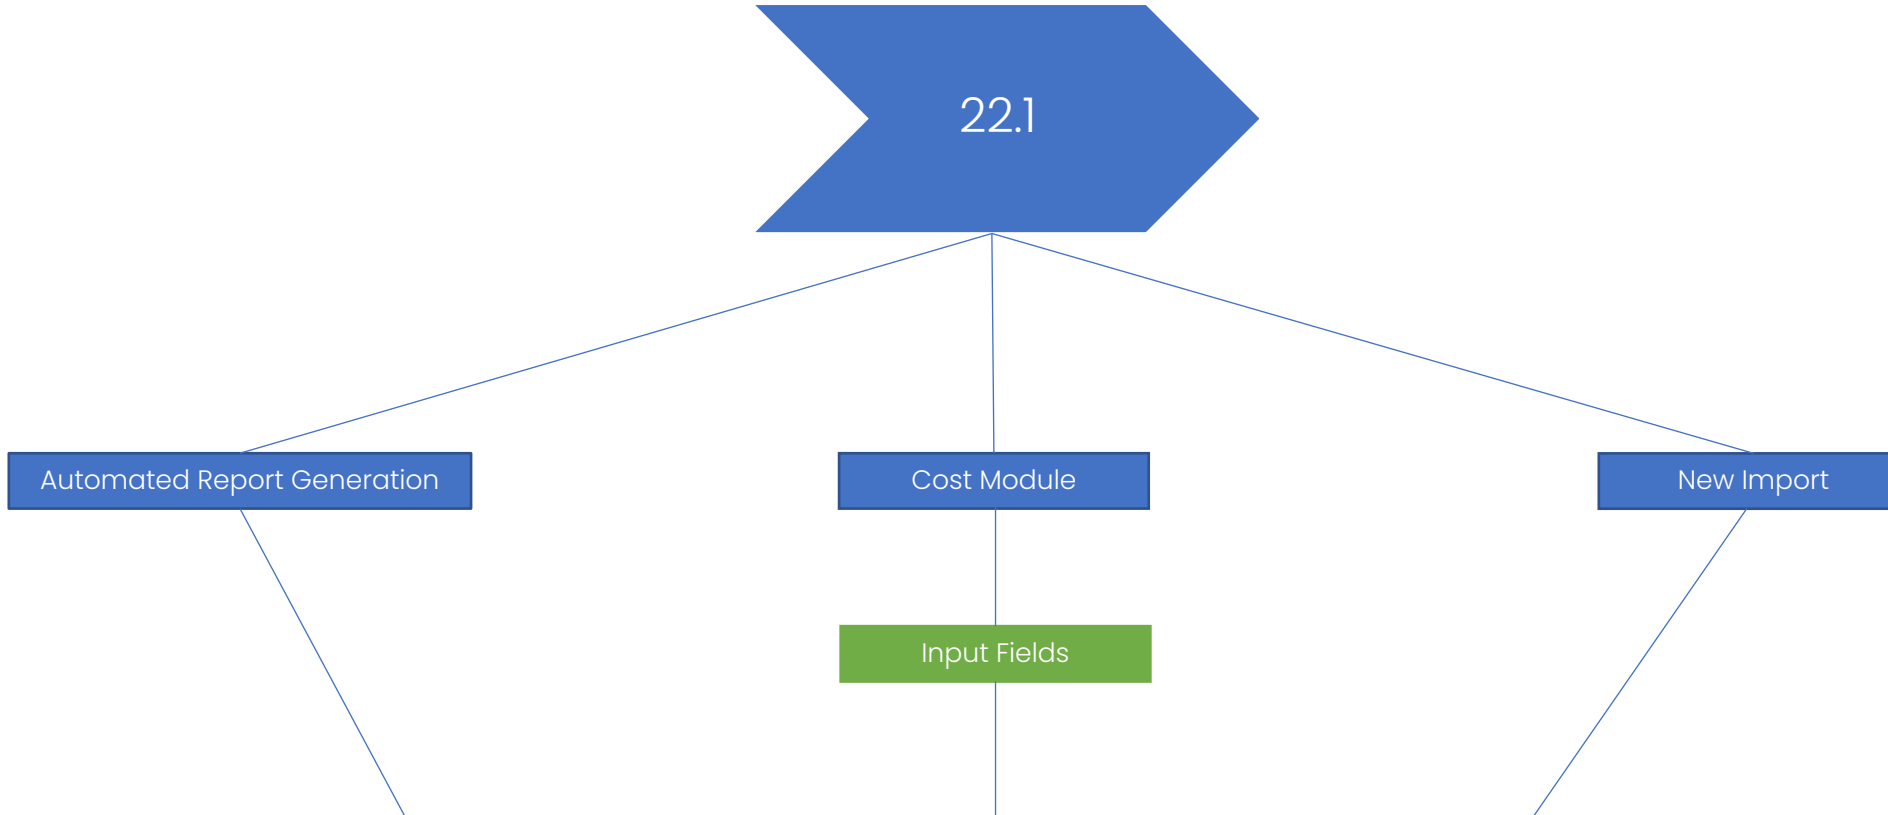 22.1
Automated Report Generation
Cost Module
New Import
Input Fields